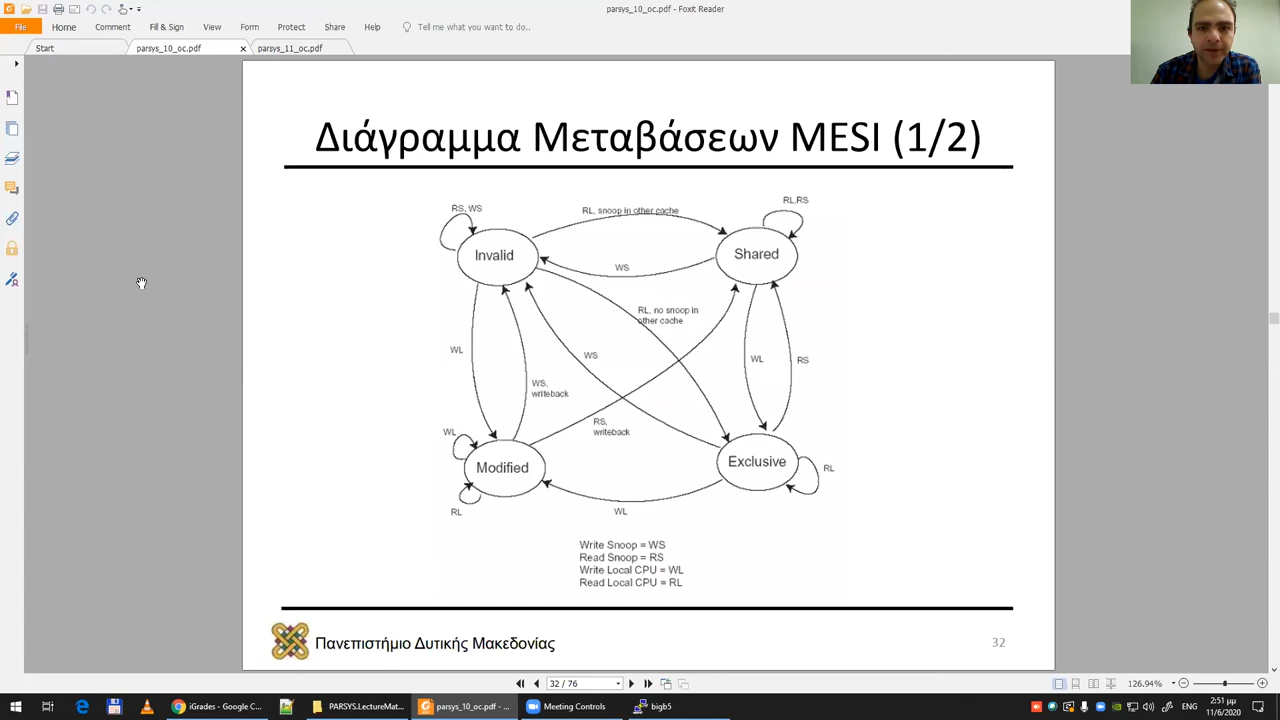 parsys_10_oc.pdf - Foxit Reader
File Home Comment Fill & Sign View Form Protect Share Help Tell me what you want to do..
Start parsys_10_oc.pdf parsys_11_oc.pdf
Διάγραμμα Μεταβάσεων MESI (1/2)
RS, WS
RL, snoop in other cache
RL,RS
Invalid
Shared
WS
RL, no snoop in
other cache
WL
WS
WL
RS
WS,
writeback
RS,
writeback
WL
Modified
Exclusive
RL
RL
WL
Write Snoop = WS
Read Snoop = RS
Write Local CPU = WL
Read Local CPU = RL
Πανεπιστήμιο Δυτικής Μακεδονίας
32
32 / 76
126.94%
iGrades - Google C...
PARSYS.LectureMat...
parsys_10_oc.pdf - ...
Meeting Controls
bigb5
2:51 μμ
11/6/2020